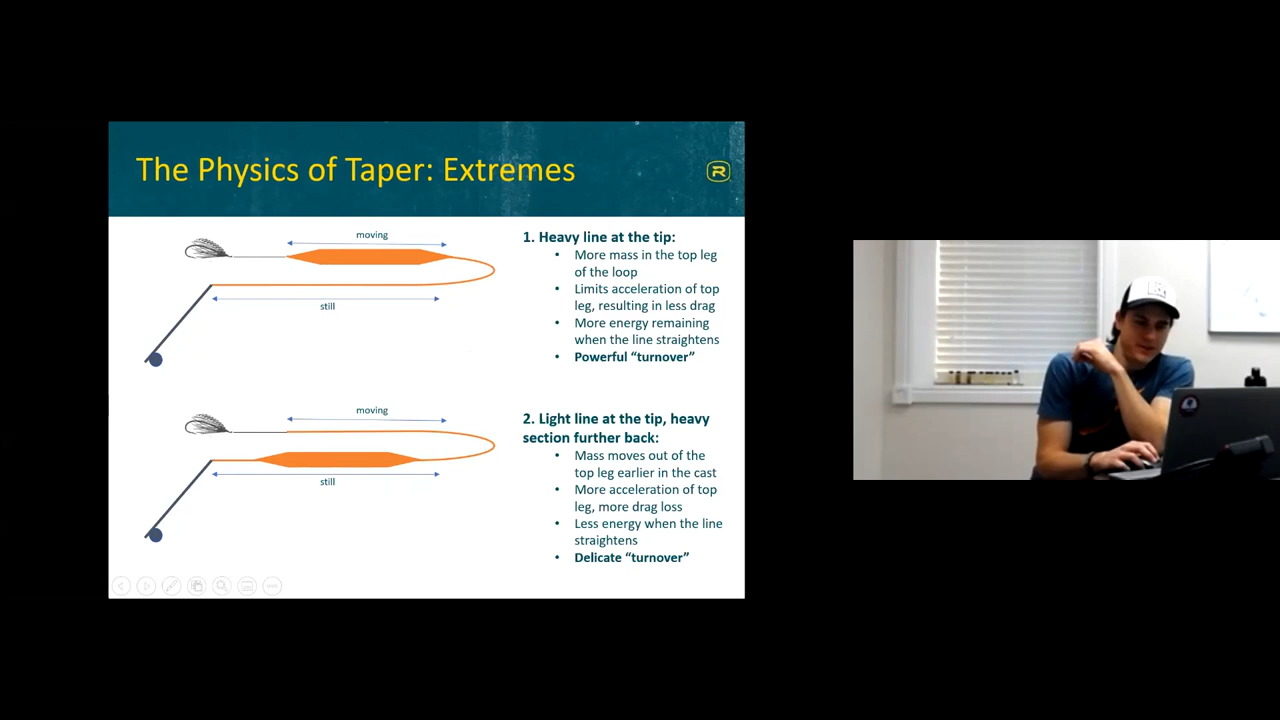 The Physics of Taper: Extremes
R
moving
still
1. Heavy line at the tip:
• More mass in the top leg
of the loop
• Limits acceleration of top
leg, resulting in less drag
• More energy remaining
when the line straightens
• Powerful “turnover”
moving
still
2. Light line at the tip, heavy
section further back:
• Mass moves out of the
top leg earlier in the cast
• More acceleration of top
leg, more drag loss
• Less energy when the line
straightens
• Delicate “turnover”